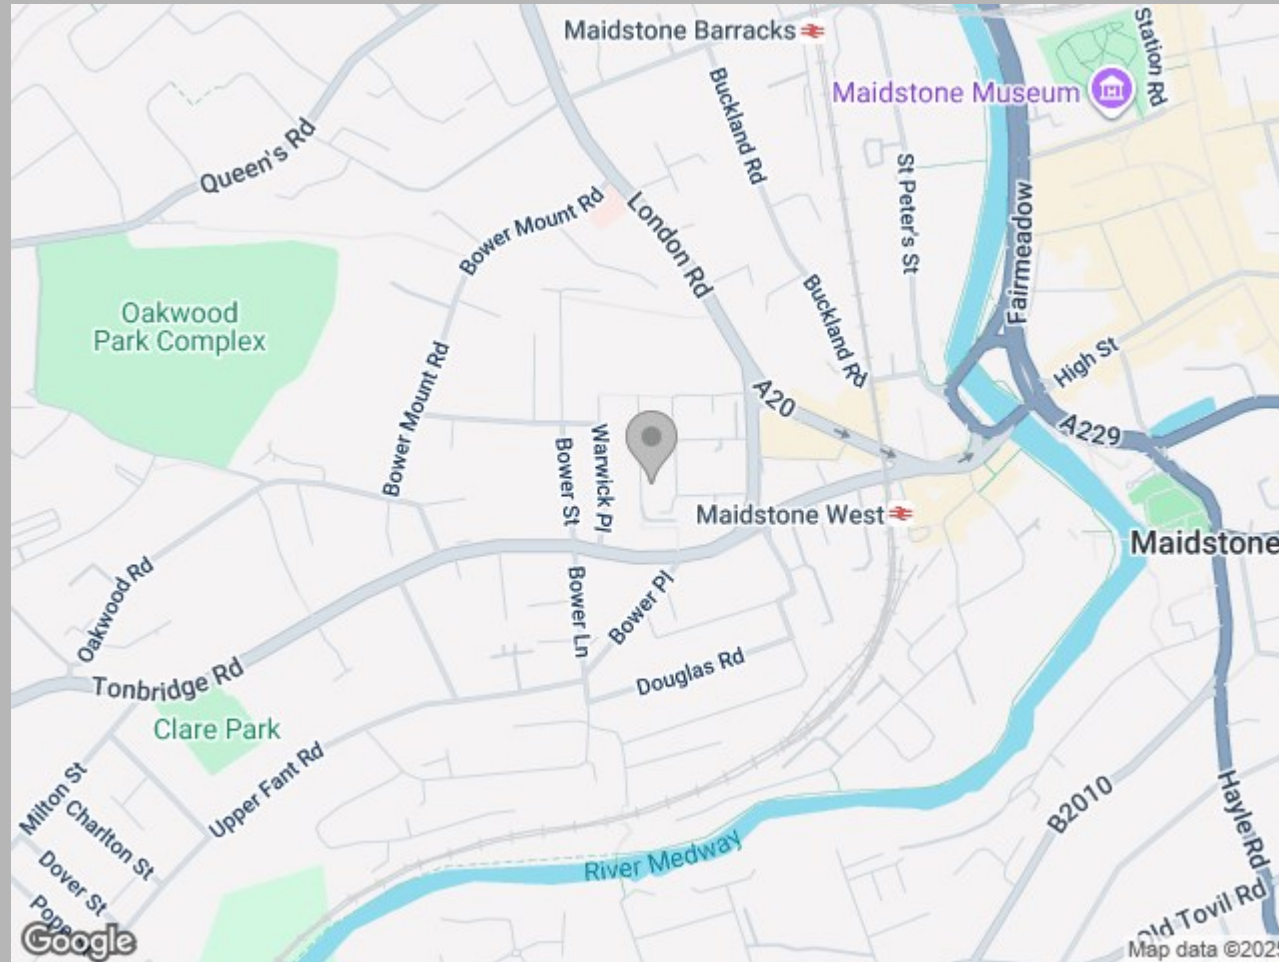 Maidstone Barracks
Station Rd
Maidstone Museum
Buckland Rd
Queen's Rd
St Peter's St
Fairmeadow
Bower Mount Rd
London Rd
Oakwood
Park Complex
Buckland Rd
High St
Bower Mount Rd
A20
A229
Warwick Pl
Bower St
Maidstone West
Maidstone
Oakwood Rd
Bower Ln
Bower Pl
Douglas Rd
Tonbridge Rd
Clare Park
Upper Fant Rd
Milton St
Charlton St
B2010
Hayle Rd
River Medway
Dover St
Pope
Old Tovil Rd
Google
Map data ©2025